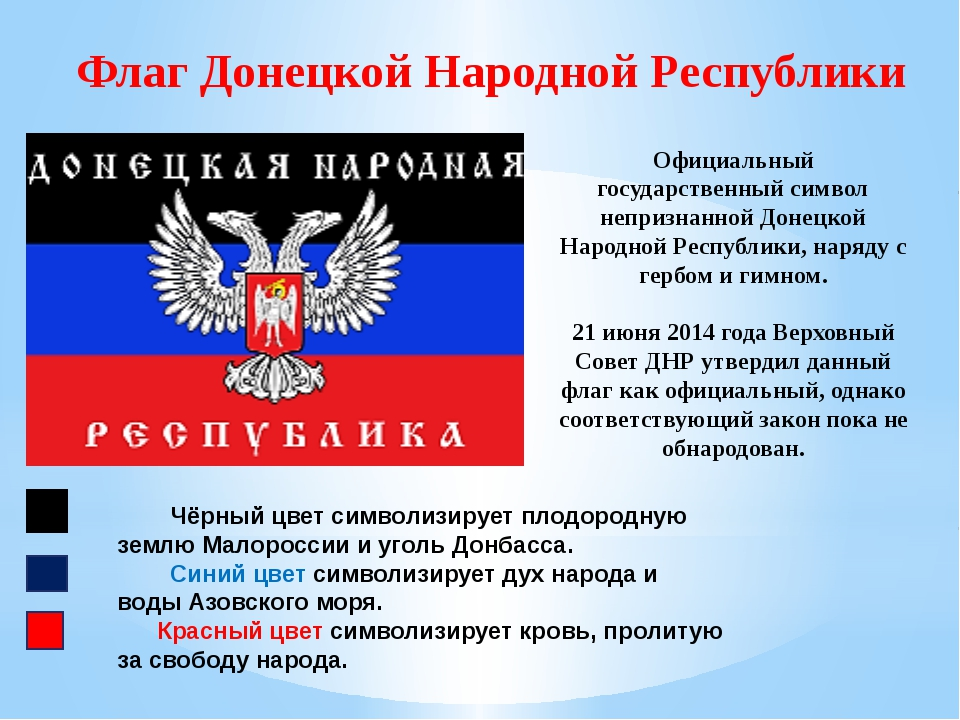 Флаг Донецкой Народной Республики
ДОНЕЦКАЯ НАРОДНАЯ
РЕСПУБЛИКА
Официальный
государственный символ
непризнанной Донецкой
Народной Республики, наряду с
гербом и гимном.
21 июня 2014 года Верховный
Совет ДНР утвердил данный
флаг как официальный, однако
соответствующий закон пока не
обнародован.
Чёрный цвет символизирует плодородную
землю Малороссии и уголь Донбасса.
Синий цвет символизирует дух народа и
воды Азовского моря.
Красный цвет символизирует кровь, пролитую
за свободу народа.